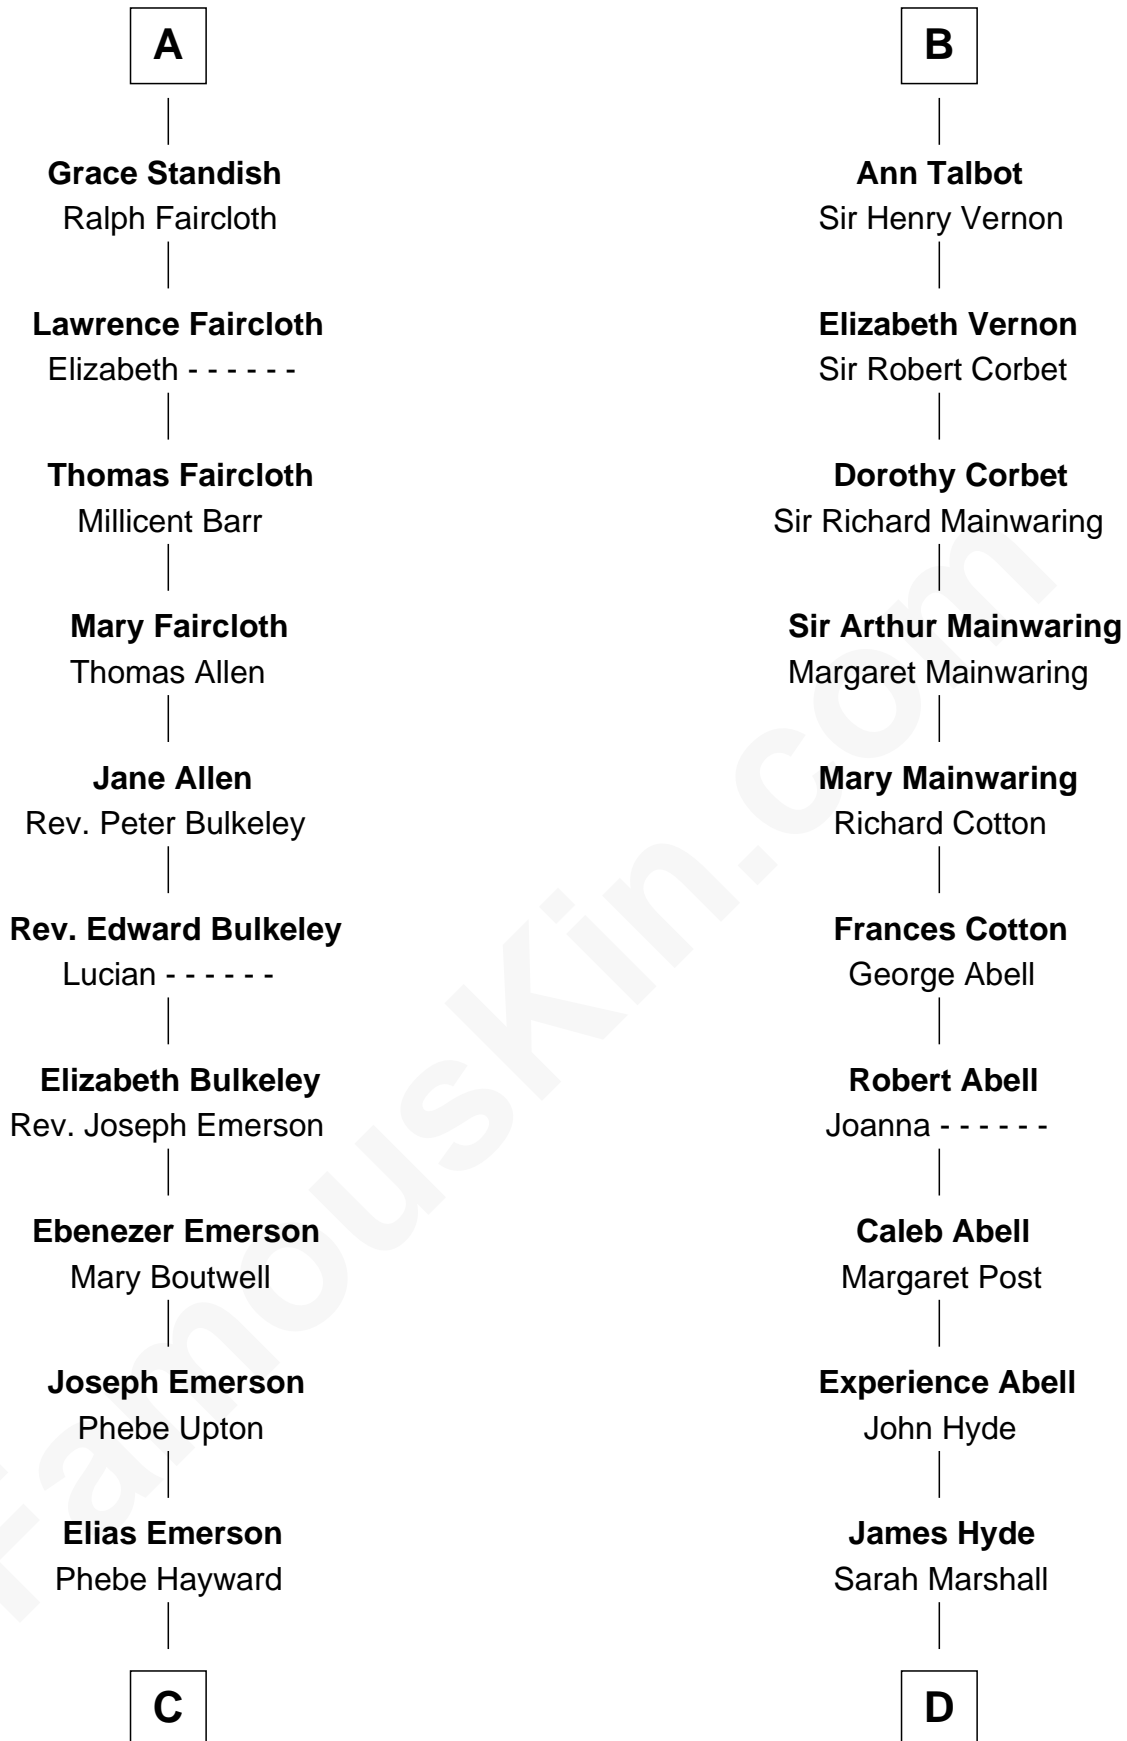 A
Grace Standish
Ralph Faircloth
Lawrence Faircloth
Elizabeth - - - - - -
Thomas Faircloth
Millicent Barr
Mary Faircloth
Thomas Allen
Jane Allen
Rev. Peter Bulkeley
Rev. Edward Bulkeley
Lucian - - - - - -
Elizabeth Bulkeley
Rev. Joseph Emerson
Ebenezer Emerson
Mary Boutwell
Joseph Emerson
Phebe Upton
Elias Emerson
Phebe Hayward
C
B
Ann Talbot
Sir Henry Vernon
Elizabeth Vernon
Sir Robert Corbet
Dorothy Corbet
Sir Richard Mainwaring
Sir Arthur Mainwaring
Margaret Mainwaring
Mary Mainwaring
Richard Cotton
Frances Cotton
George Abell
Robert Abell
Joanna - - - - - -
Caleb Abell
Margaret Post
Experience Abell
John Hyde
James Hyde
Sarah Marshall
D
FamousKin.com